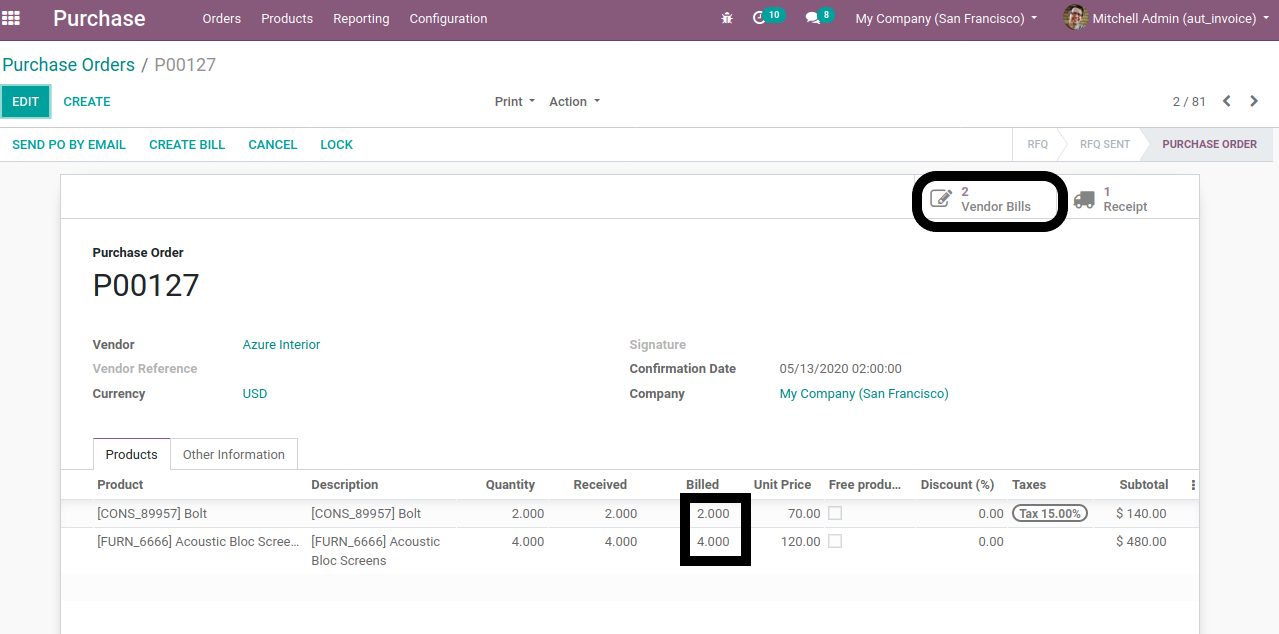 Purchase Orders Products Reporting Configuration 10 8 My Company (San Francisco) Mitchell Admin (aut_invoice)
Purchase Orders / P00127
EDIT CREATE Print Action 2 / 81
SEND PO BY EMAIL CREATE BILL CANCEL LOCK RFQ RFQ SENT PURCHASE ORDER
2 Vendor Bills
1 Receipt
Purchase Order
P00127
Vendor Azure Interior
Vendor Reference
Currency USD
Signature
Confirmation Date 05/13/2020 02:00:00
Company My Company (San Francisco)
Products Other Information
Product Description Quantity Received Billed Unit Price Free produ... Discount (%) Taxes Subtotal
[CONS_89957] Bolt [CONS_89957] Bolt 2.000 2.000 2.000 70.00 0.00 Tax 15.00% $ 140.00
[FURN_6666] Acoustic Bloc Scree... [FURN_6666] Acoustic 4.000 4.000 4.000 120.00 0.00 $ 480.00
Bloc Screens